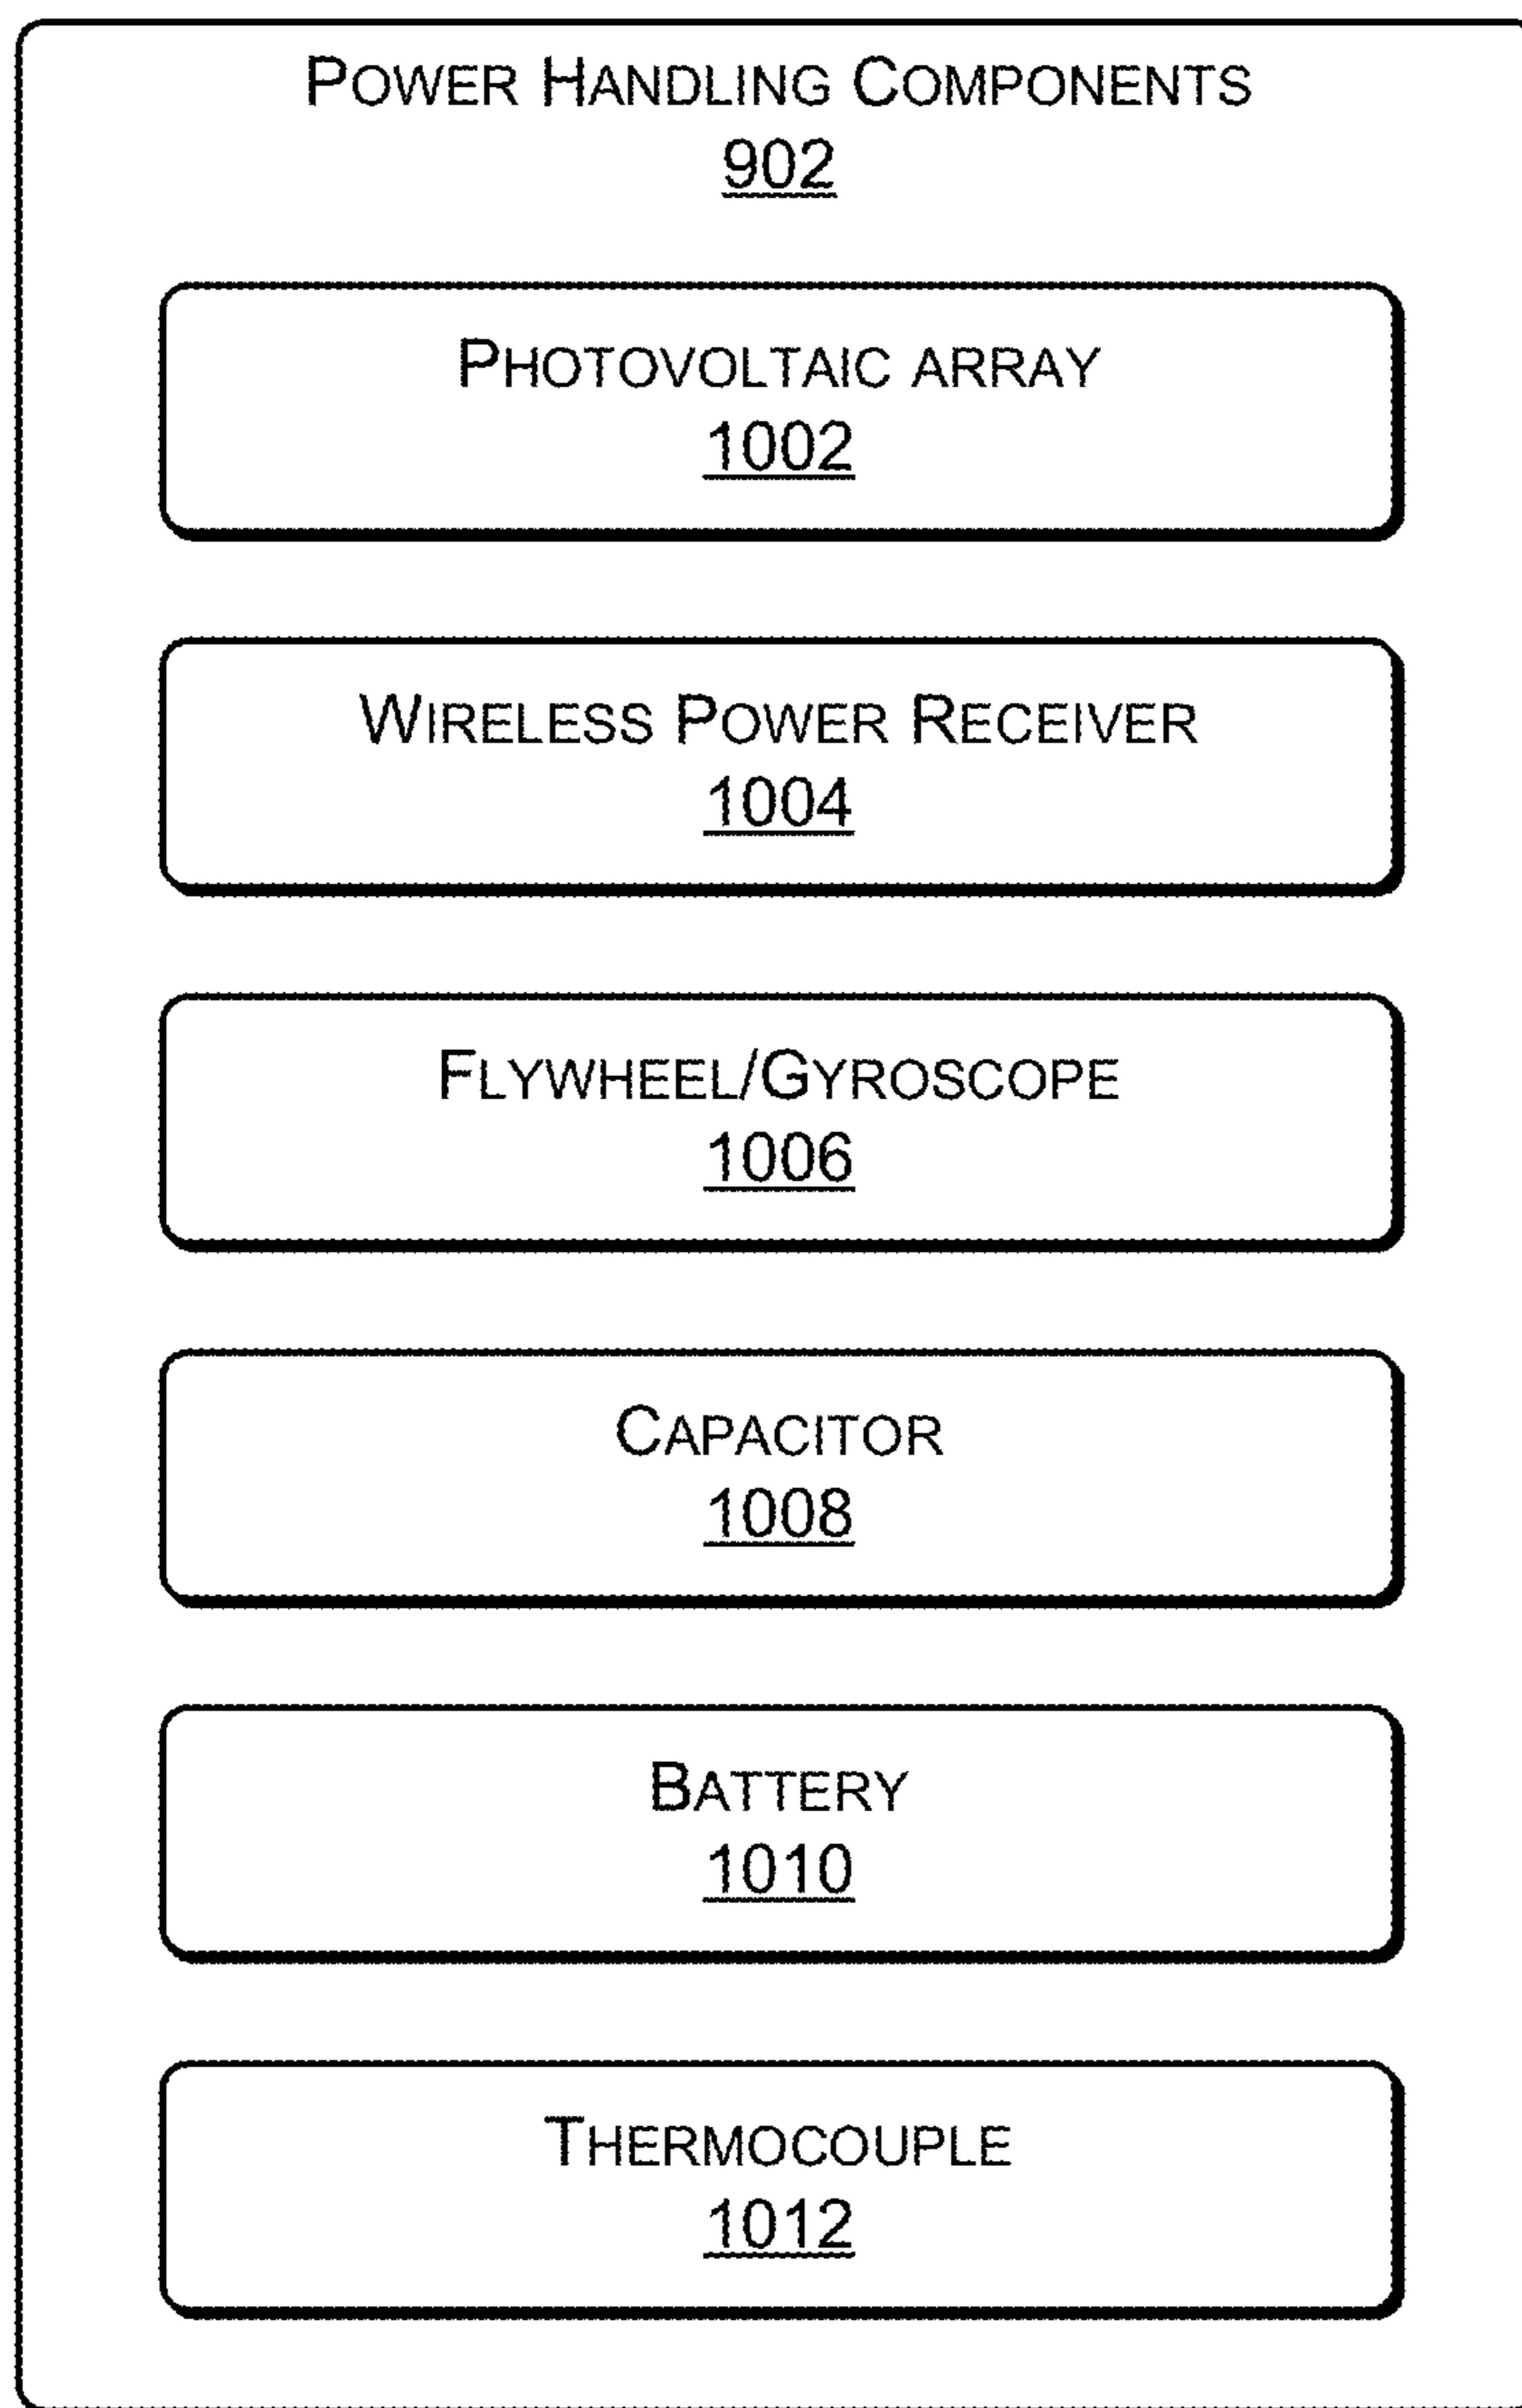 POWER HANDLING COMPONENTS
902
PHOTOVOLTAIC ARRAY
1002
WIRELESS POWER RECEIVER
1004
FLYWHEEL/GYROSCOPE
1006
CAPACITOR
1008
BATTERY
1010
THERMOCOUPLE
1012